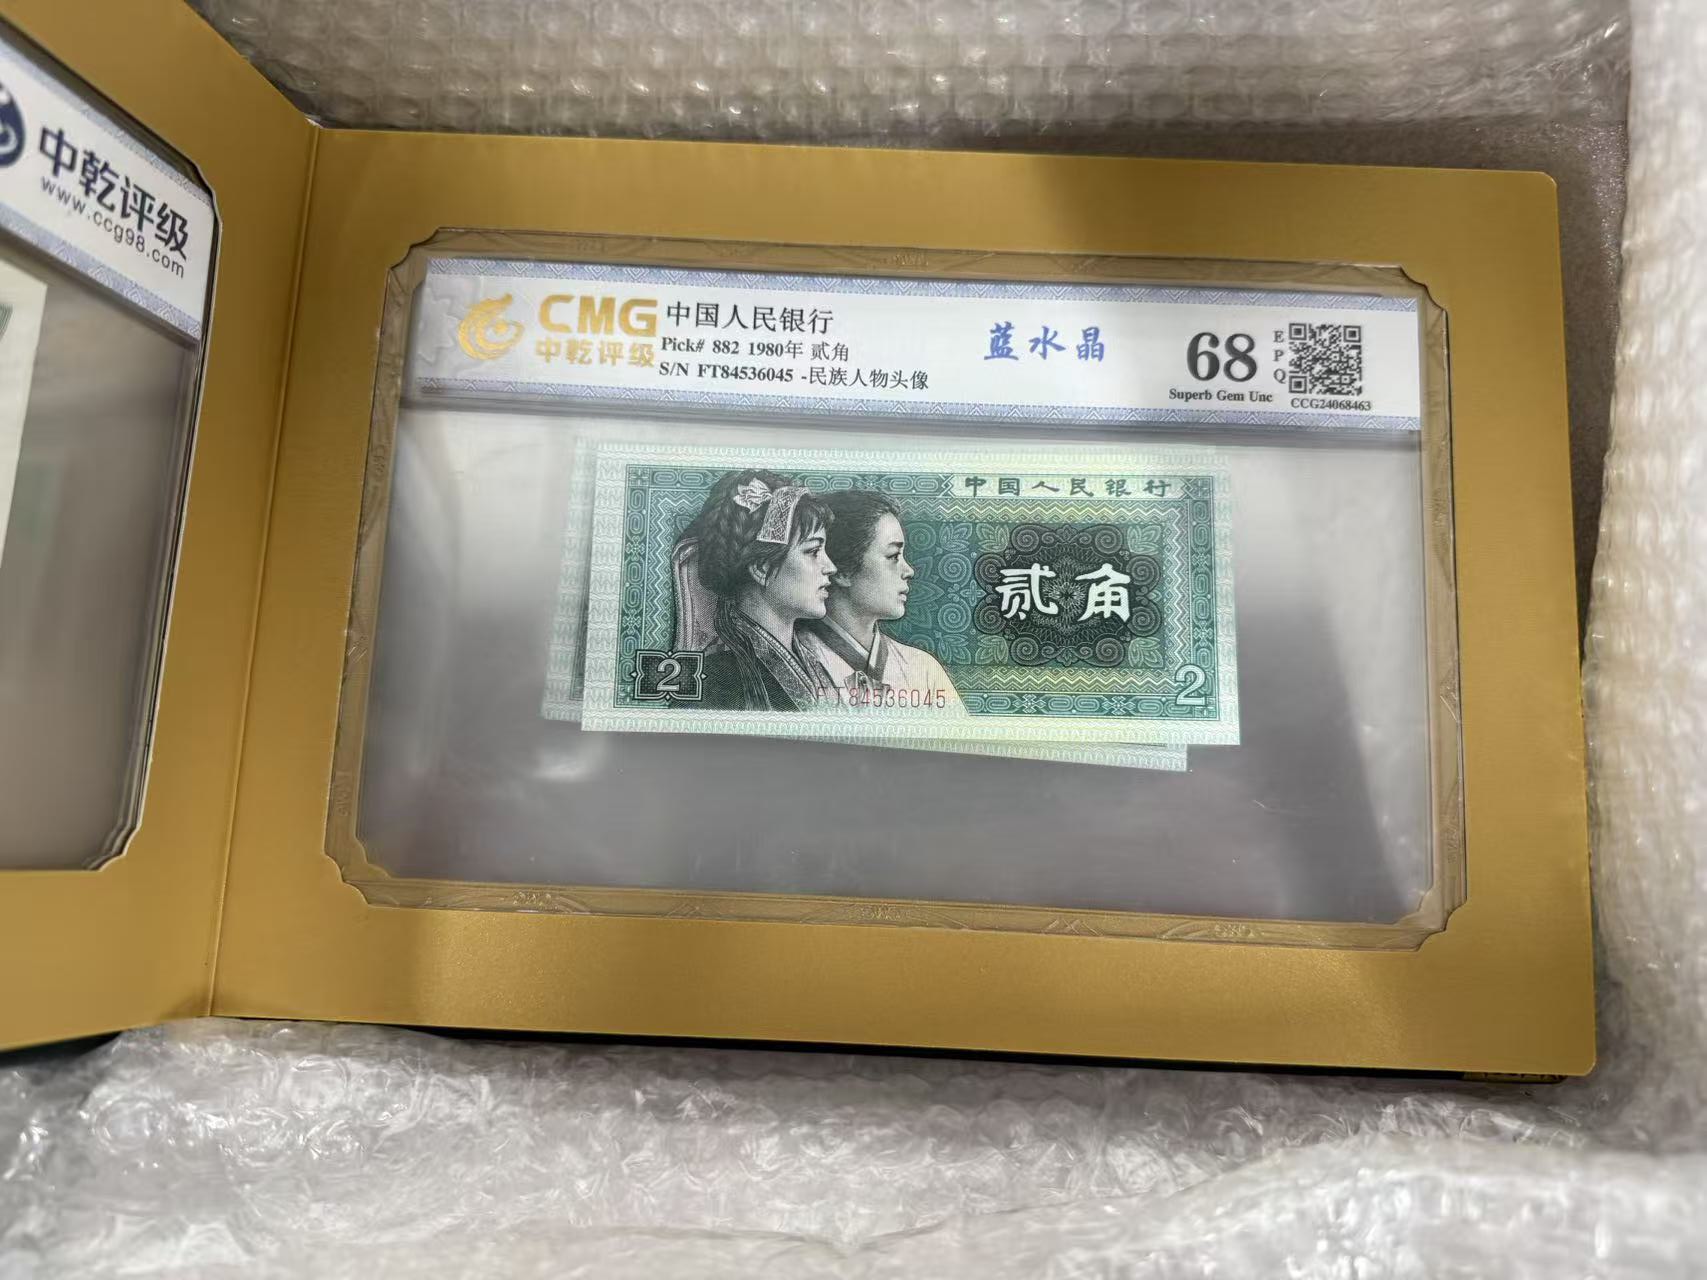 中乾评级
www.ccg98.com
CMG
中乾评级
中国人民银行
Pick# 882 1980年 贰角
S/N FT84536045 -民族人物头像
蓝水晶
68
EPQ
Superb Gem Unc
CCG24068463
中国人民银行
贰角
2
FT84536045
2